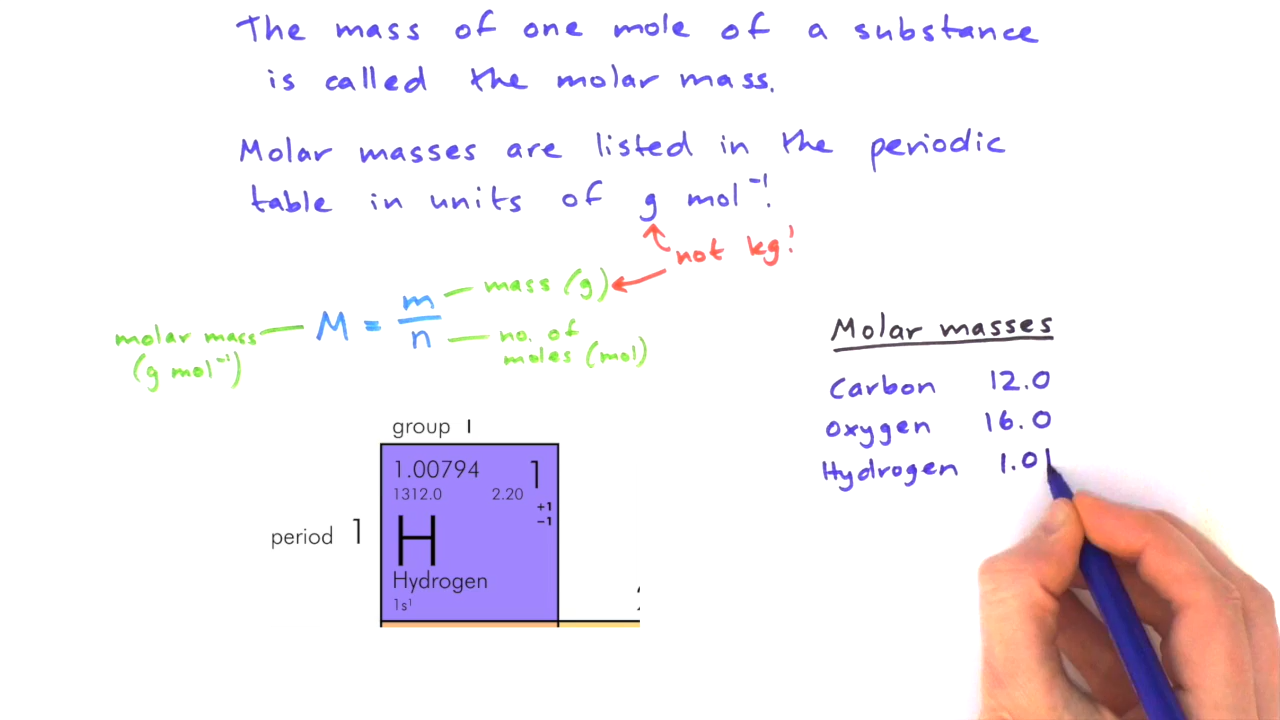 The mass of one mole of a substance
is called the molar mass.
Molar masses are listed in the periodic
table in units of g mol⁻¹.
not kg!
mass (g)
molar mass
(g mol⁻¹)
M = m/n
no. of
moles (mol)
Molar masses
Carbon 12.0
Oxygen 16.0
Hydrogen 1.01
group 1
1.00794 1
1312.0 2.20
+1
-1
period 1
H
Hydrogen
1s¹